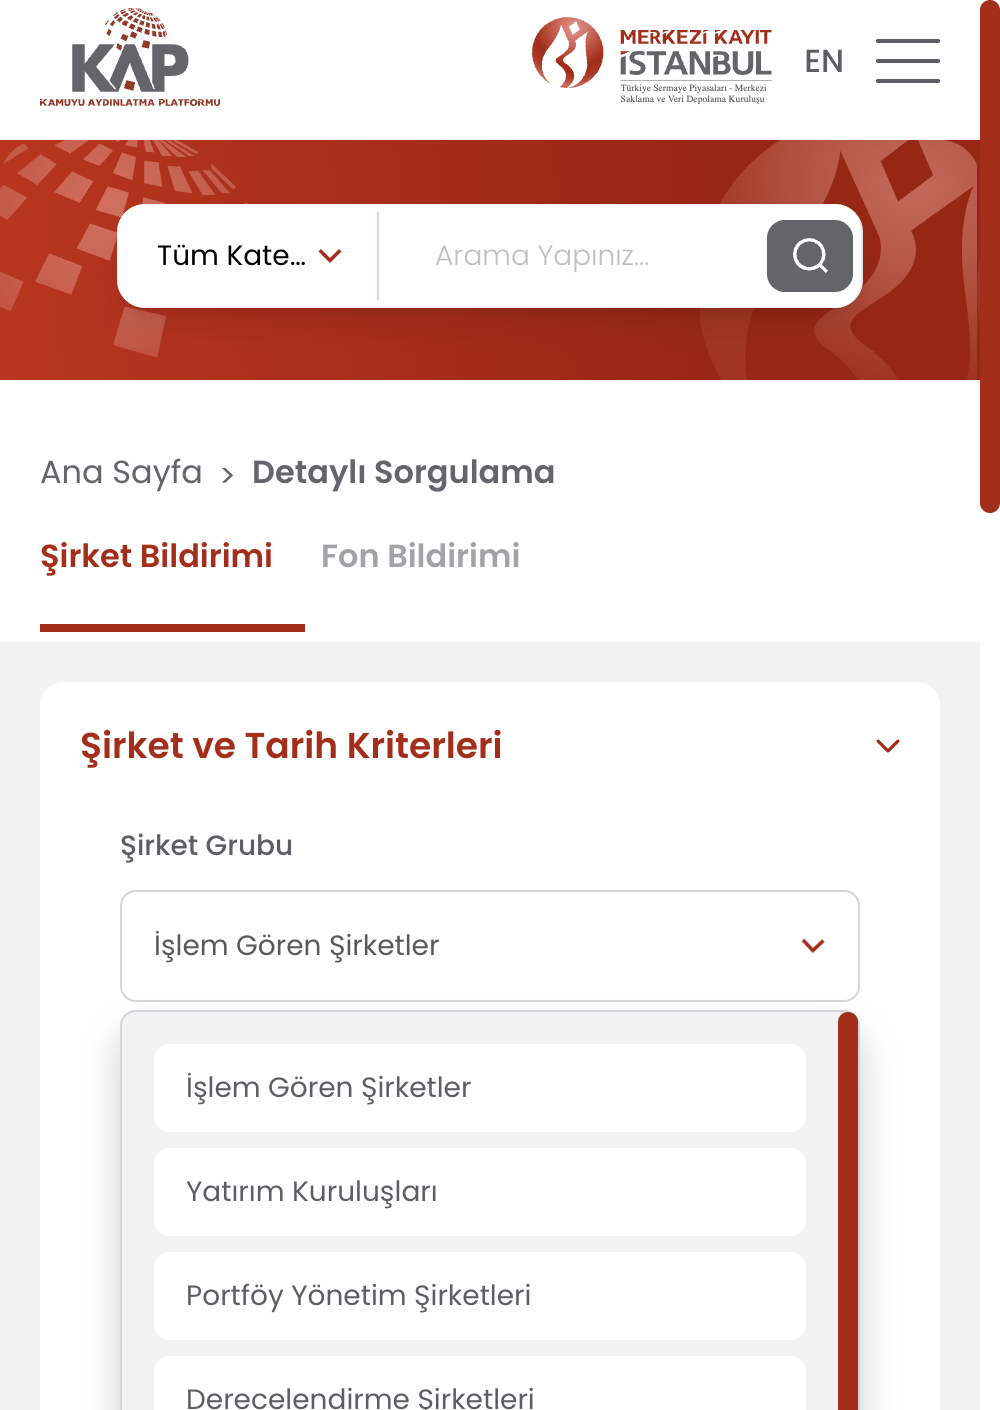 KAP
KAMUYU AYDINLATMA PLATFORMU
MERKEZİ KAYIT
İSTANBUL
Türkiye Sermaye Piyasaları - Merkezi
Saklama ve Veri Depolama Kuruluşu
EN
Tüm Kate...
Arama Yapınız...
Ana Sayfa > Detaylı Sorgulama
Şirket Bildirimi
Fon Bildirimi
Şirket ve Tarih Kriterleri
Şirket Grubu
İşlem Gören Şirketler
İşlem Gören Şirketler
Yatırım Kuruluşları
Portföy Yönetim Şirketleri
Derecelendirme Şirketleri